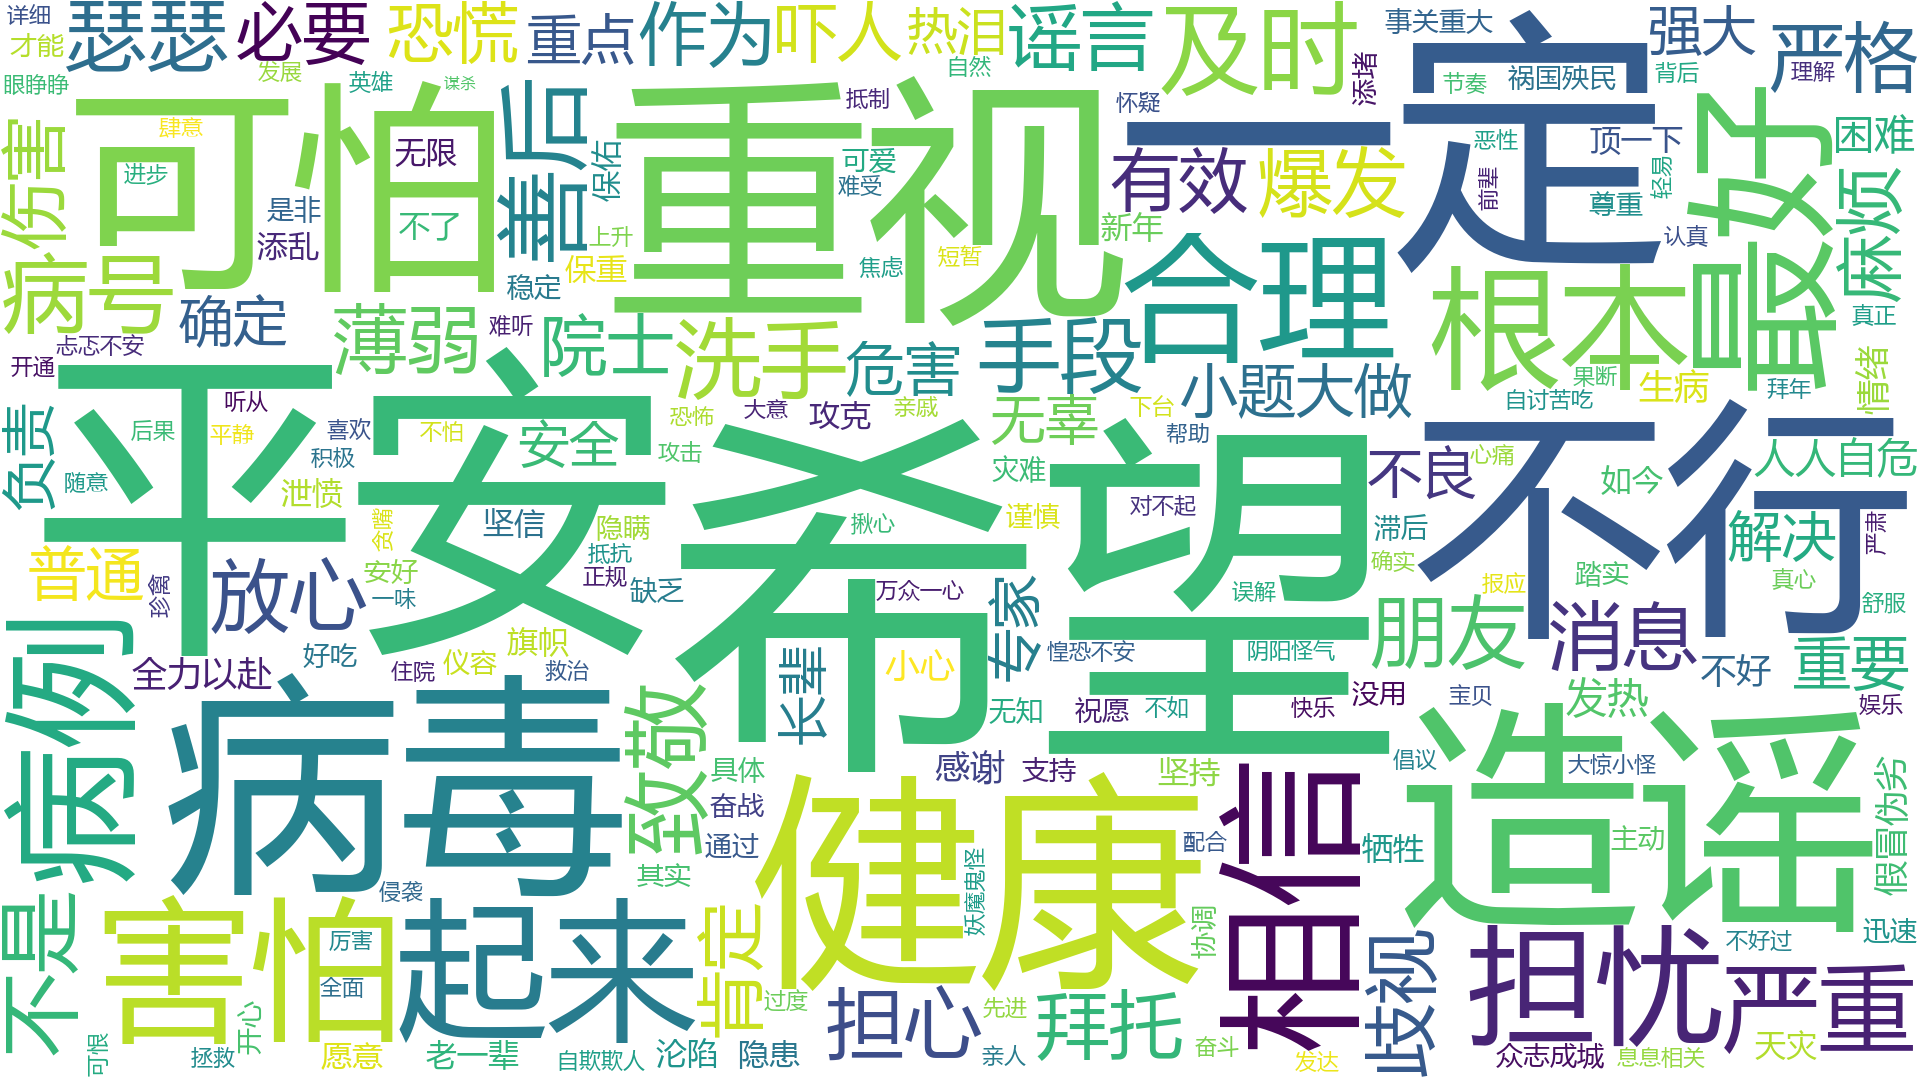 详细
瑟瑟
必要
恐慌
重点
作为
吓人
热泪
谣言
及时
事关重大
定
强大
严格
才能
发展
英雄
谋杀
自然
添堵
节奏
祸国殃民
背后
理解
眼睁睁
可怕
善后
重视
抵制
怀疑
一
最好
困难
肆意
伤害
无限
进步
保佑
可爱
难受
有效
爆发
恶性
顶一下
前辈
轻易
尊重
麻烦
是非
不了
添乱
上升
新年
认真
病号
保重
焦虑
短暂
合理
根本
稳定
确定
真正
薄弱
难听
院士
洗手
危害
手段
忐忑不安
开通
小题大做
果断
生病
拜年
情绪
自讨苦吃
听从
恐怖
大意
攻克
亲戚
无辜
下台
负责
平安
后果
平静
喜欢
不怕
安全
攻击
希望
帮助
不行
不良
心痛
人人自危
积极
随意
灾难
如今
泄愤
贪婪
坚信
隐瞒
揪心
谨慎
对不起
滞后
解决
严肃
抵抗
普通
放心
安好
正规
缺乏
万众一心
误解
确实
报应
踏实
真心
珍禽
一味
专家
朋友
消息
舒服
病例
好吃
旗帜
全力以赴
住院
仪容
救治
长辈
小心
惶恐不安
阴阳怪气
不好
重要
病毒
致敬
无知
祝愿
不如
快乐
没用
宝贝
发热
娱乐
造谣
感谢
支持
坚持
倡议
大惊小怪
具体
健康
相信
假冒伪劣
奋战
通过
配合
牺牲
主动
妖魔鬼怪
其实
侵袭
不是
害怕
起来
肯定
协调
歧视
担忧
迅速
厉害
不好过
全面
过度
担心
先进
拜托
严重
开心
可恨
拯救
愿意
老一辈
自欺欺人
沦陷
隐患
亲人
奋斗
发达
众志成城
息息相关
天灾